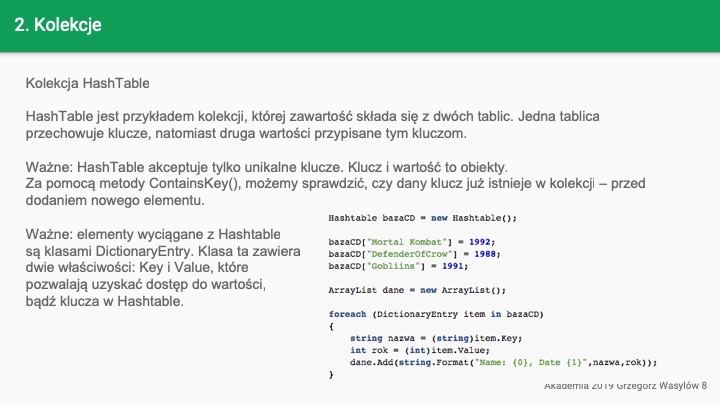 2. Kolekcje
Kolekcja HashTable
HashTable jest przykładem kolekcji, której zawartość składa się z dwóch tablic. Jedna tablica
przechowuje klucze, natomiast druga wartości przypisane tym kluczom.
Ważne: HashTable akceptuje tylko unikalne klucze. Klucz i wartość to obiekty.
Za pomocą metody ContainsKey(), możemy sprawdzić, czy dany klucz już istnieje w kolekcji – przed
dodaniem nowego elementu.
Ważne: elementy wyciągane z Hashtable
są klasami DictionaryEntry. Klasa ta zawiera
dwie właściwości: Key i Value, które
pozwalają uzyskać dostęp do wartości,
bądź klucza w Hashtable.
Hashtable bazaCD = new Hashtable();
bazaCD["Mortal Kombat"] = 1992;
bazaCD["DefenderOfCrow"] = 1988;
bazaCD["Gobliins"] = 1991;
ArrayList dane = new ArrayList();
foreach (DictionaryEntry item in bazaCD)
{
string nazwa = (string)item.Key;
int rok = (int)item.Value;
dane.Add(string.Format("Name: {0}, Date {1}",nazwa,rok));
}
Akademia 2019 Grzegorz Wasylów 8